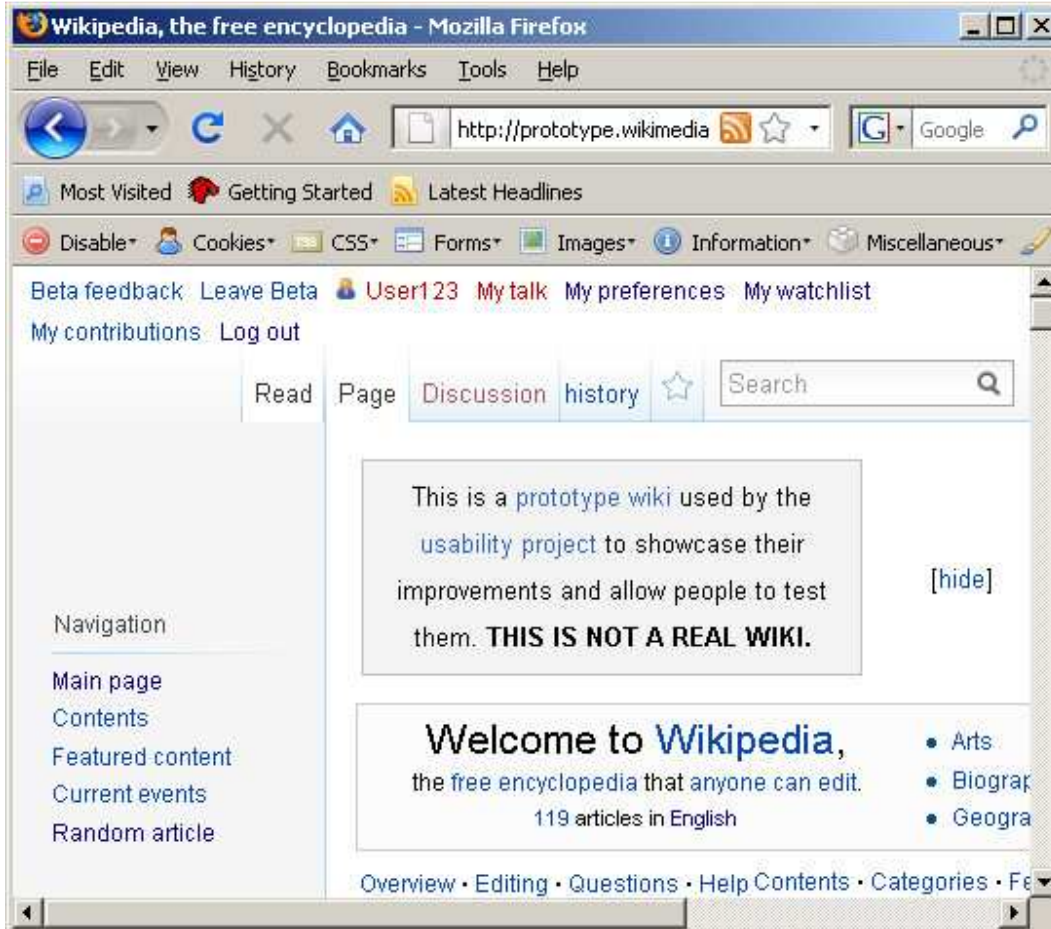 Wikipedia, the free encyclopedia - Mozilla Firefox
File Edit View History Bookmarks Tools Help
http://prototype.wikimedia G Google
Most Visited Getting Started Latest Headlines
Disable Cookies CSS Forms Images Information Miscellaneous
Beta feedback Leave Beta User123 My talk My preferences My watchlist
My contributions Log out
Read Page Discussion history Search
This is a prototype wiki used by the
usability project to showcase their
improvements and allow people to test
them. THIS IS NOT A REAL WIKI.
[hide]
Navigation
Main page
Contents
Featured content
Current events
Random article
Welcome to Wikipedia,
the free encyclopedia that anyone can edit.
119 articles in English
• Arts
• Biograp
• Geogra
Overview · Editing · Questions · Help Contents · Categories · Fe